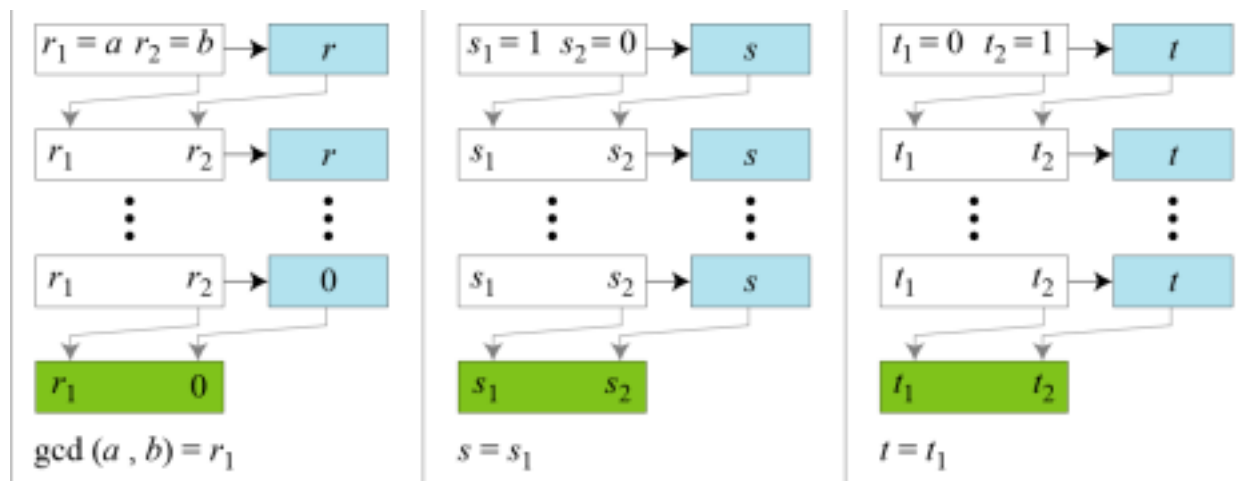 r₁ = a r₂ = b r
s₁ = 1 s₂ = 0 s
t₁ = 0 t₂ = 1 t
r₁ r₂ r
s₁ s₂ s
t₁ t₂ t
r₁ r₂ 0
s₁ s₂ s
t₁ t₂ t
r₁ 0
s₁ s₂
t₁ t₂
gcd (a , b) = r₁
s = s₁
t = t₁